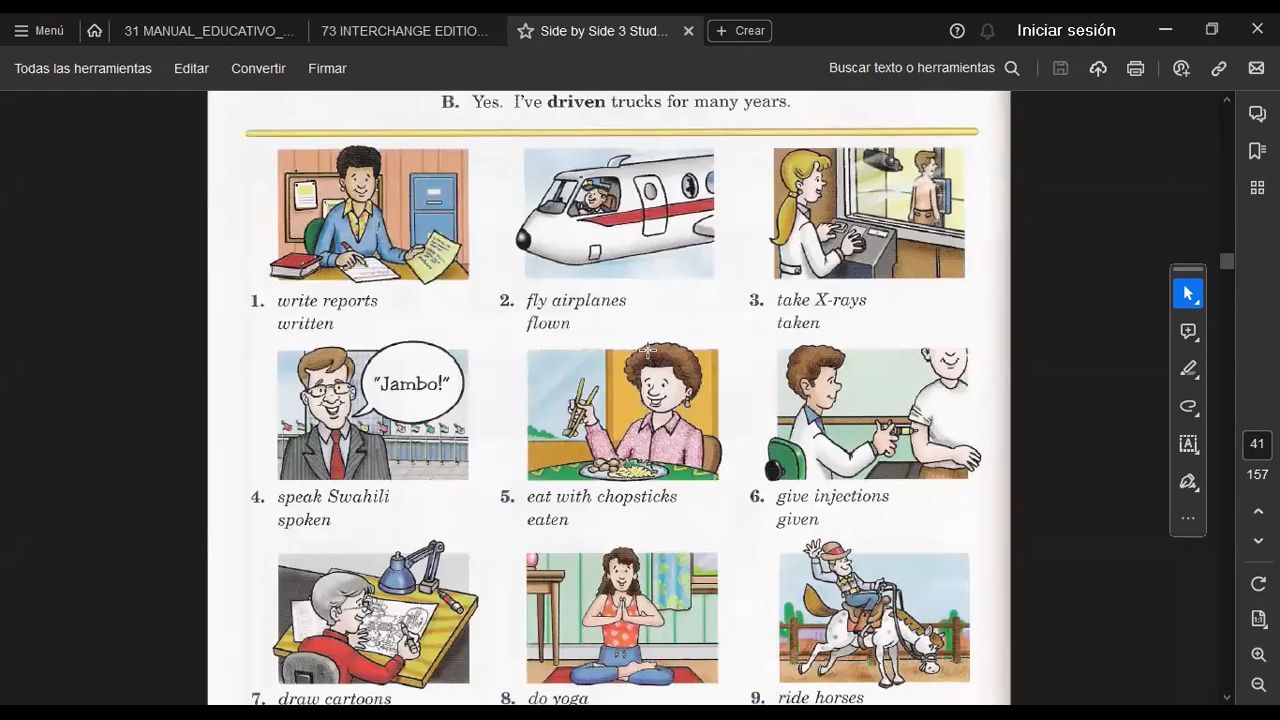 Menú
31 MANUAL_EDUCATIVO_...
73 INTERCHANGE EDITIO...
Side by Side 3 Stud...
Crear
Iniciar sesión
Todas las herramientas
Editar
Convertir
Firmar
Buscar texto o herramientas
B. Yes. I've driven trucks for many years.
1. write reports
written
2. fly airplanes
flown
3. take X-rays
taken
"Jambo!"
4. speak Swahili
spoken
5. eat with chopsticks
eaten
6. give injections
given
7. draw cartoons
8. do yoga
9. ride horses
41
157